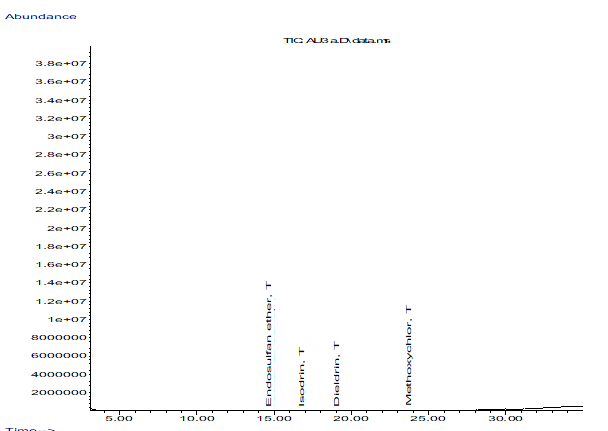 Abundance
TIC: AU3 a.D\data.ms
3.8e+07
3.6e+07
3.4e+07
3.2e+07
3e+07
2.8e+07
2.6e+07
2.4e+07
2.2e+07
2e+07
1.8e+07
1.6e+07
1.4e+07
1.2e+07
1e+07
8000000
6000000
4000000
2000000
Endosulfan ether, T
Isodrin, T
Dieldrin, T
Methoxychlor, T
5.00 10.00 15.00 20.00 25.00 30.00
Time-->